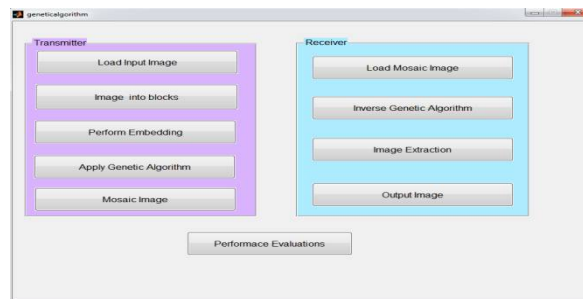 geneticalgorithm
Transmitter
Load Input Image
Image into blocks
Perform Embedding
Apply Genetic Algorithm
Mosaic Image
Receiver
Load Mosaic Image
Inverse Genetic Algorithm
Image Extraction
Output Image
Performace Evaluations